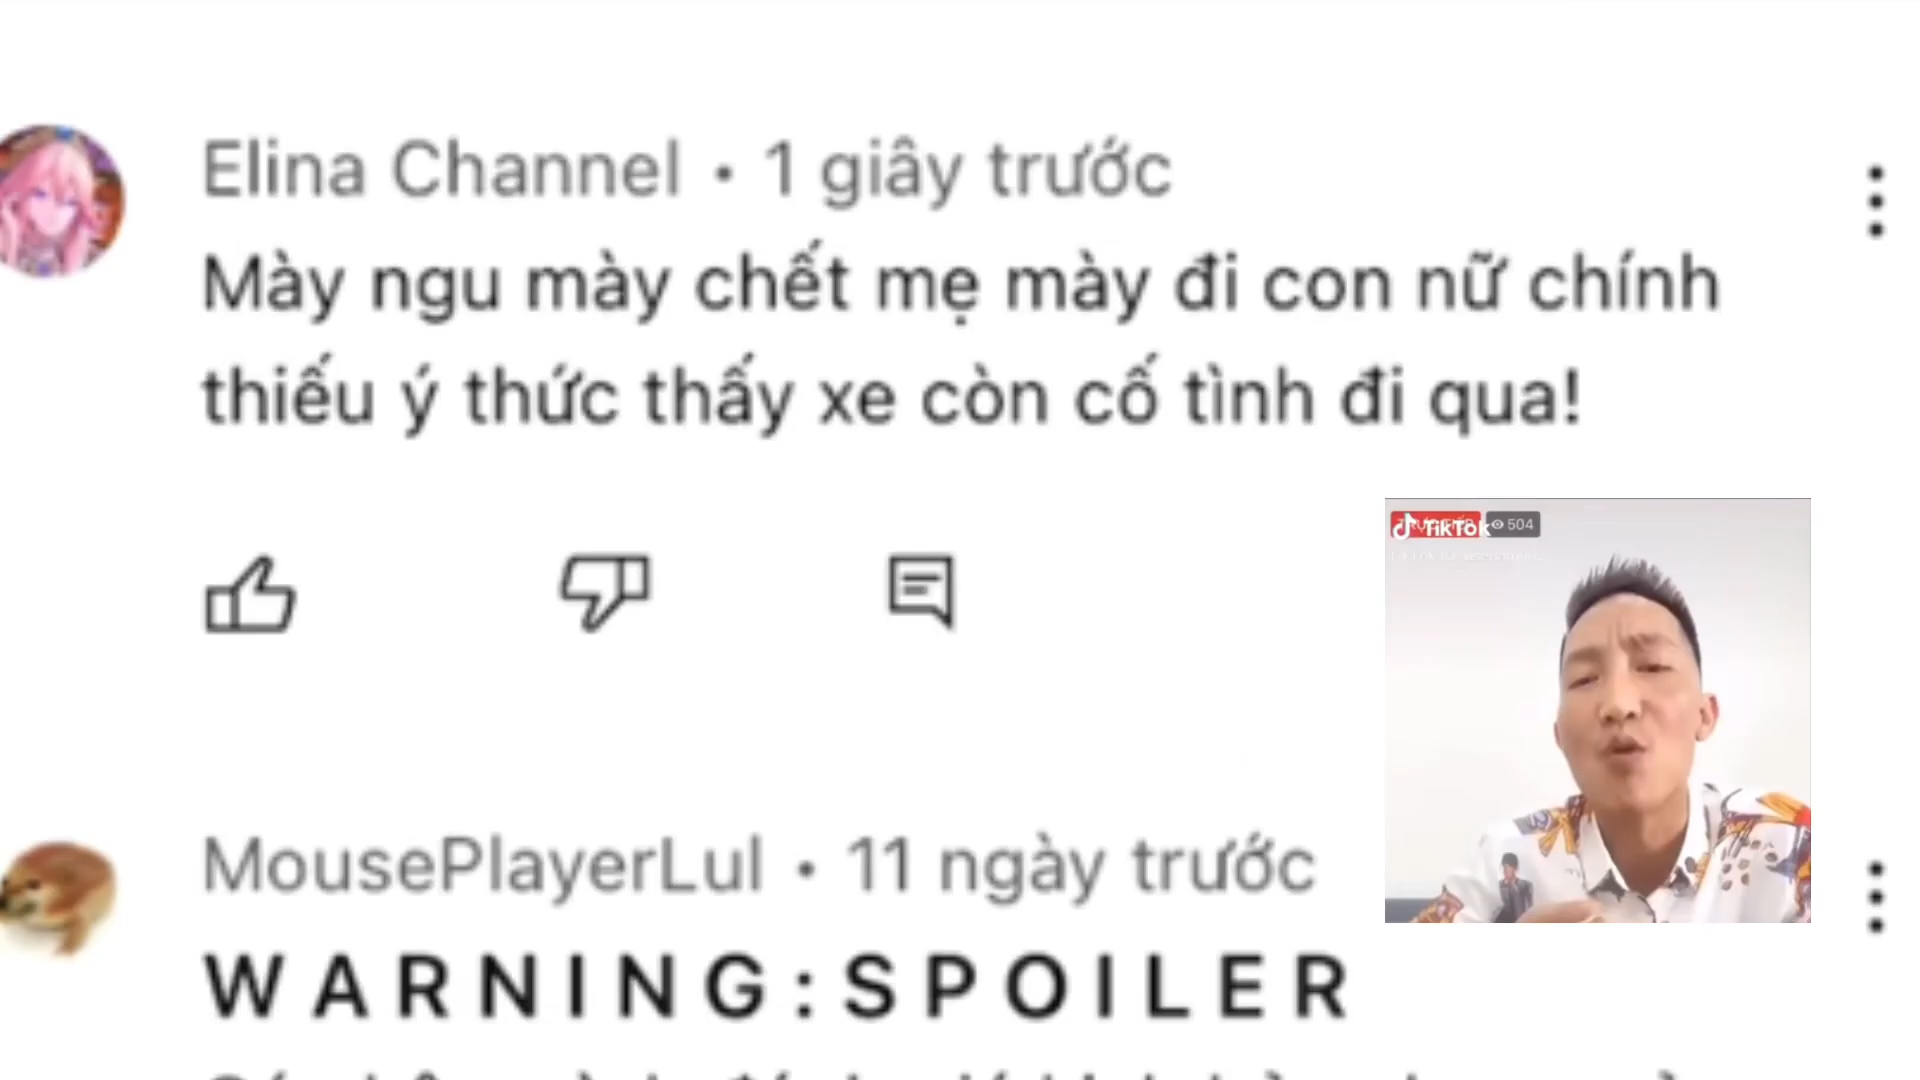 Elina Channel • 1 giây trước
Mày ngu mày chết mẹ mày đi con nữ chính
thiếu ý thức thấy xe còn cố tình đi qua!
TikTok
504
MousePlayerLul • 11 ngày trước
W A R N I N G : S P O I L E R